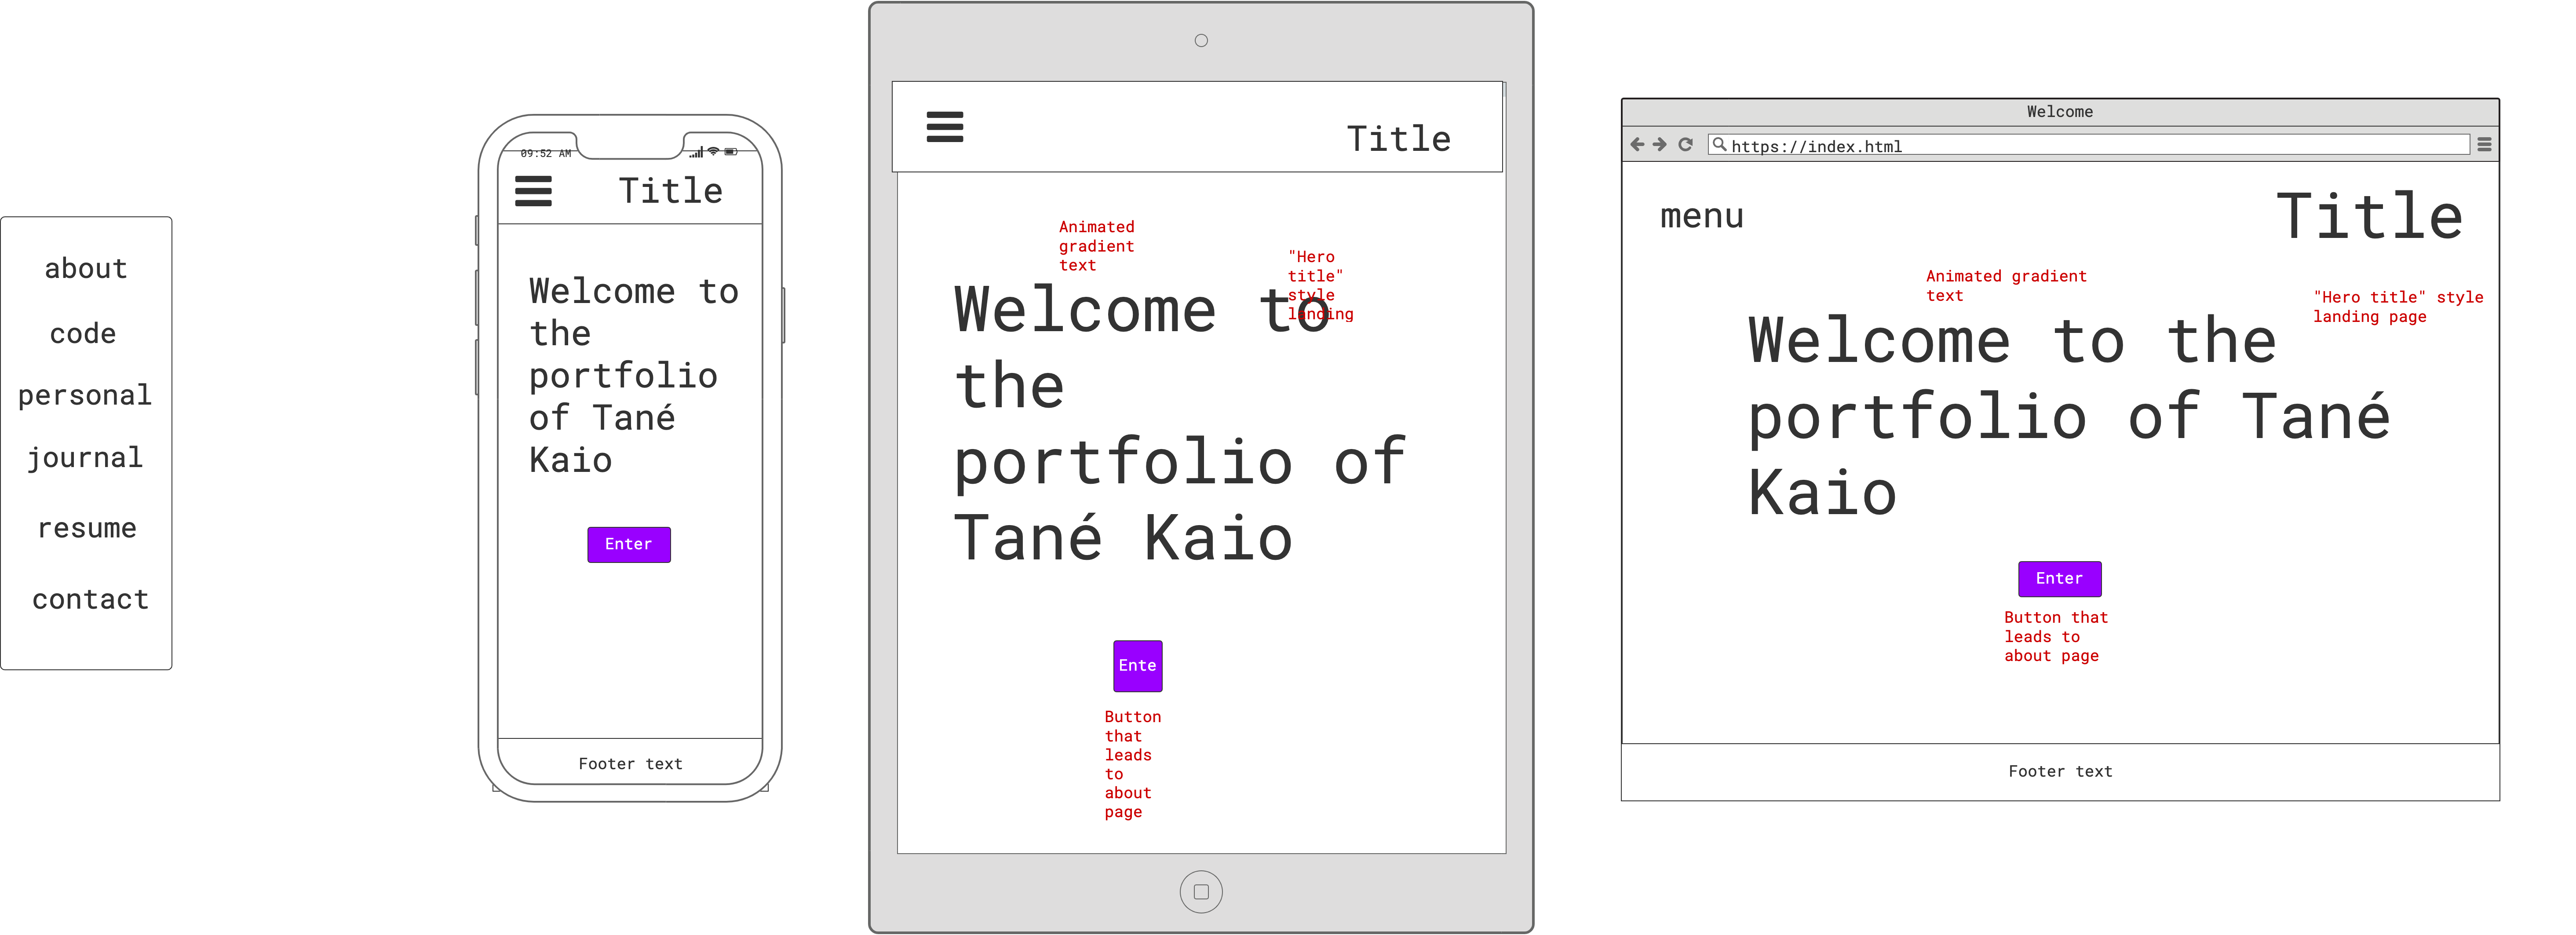 about
code
personal
journal
resume
contact
09:52 AM
Title
Welcome to
the
portfolio
of Tané
Kaio
Enter
Footer text
Title
Animated
gradient
text
"Hero
title"
style
landing
Welcome to
the
portfolio of
Tané Kaio
Ente
Button
that
leads
to
about
page
Welcome
https://index.html
menu
Title
Animated gradient
text
"Hero title" style
landing page
Welcome to the
portfolio of Tané
Kaio
Enter
Button that
leads to
about page
Footer text